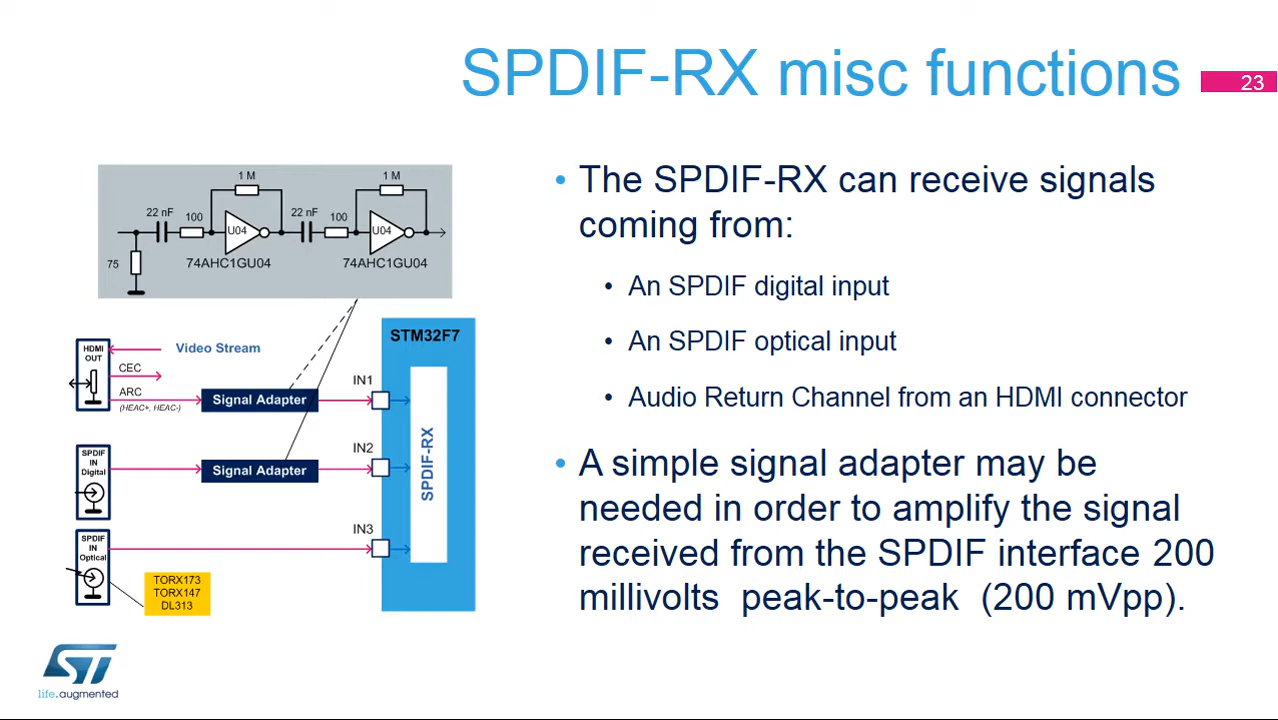 SPDIF-RX misc functions
23
1 M
1 M
22 nF
100
U04
22 nF
100
U04
75
74AHC1GU04
74AHC1GU04
HDMI
OUT
Video Stream
CEC
ARC
(HEAC+, HEAC-)
Signal Adapter
IN1
STM32F7
SPDIF
IN
Digital
Signal Adapter
IN2
SPDIF-RX
SPDIF
IN
Optical
IN3
TORX173
TORX147
DL313
• The SPDIF-RX can receive signals
coming from:
• An SPDIF digital input
• An SPDIF optical input
• Audio Return Channel from an HDMI connector
• A simple signal adapter may be
needed in order to amplify the signal
received from the SPDIF interface 200
millivolts peak-to-peak (200 mVpp).
ST
life.augmented